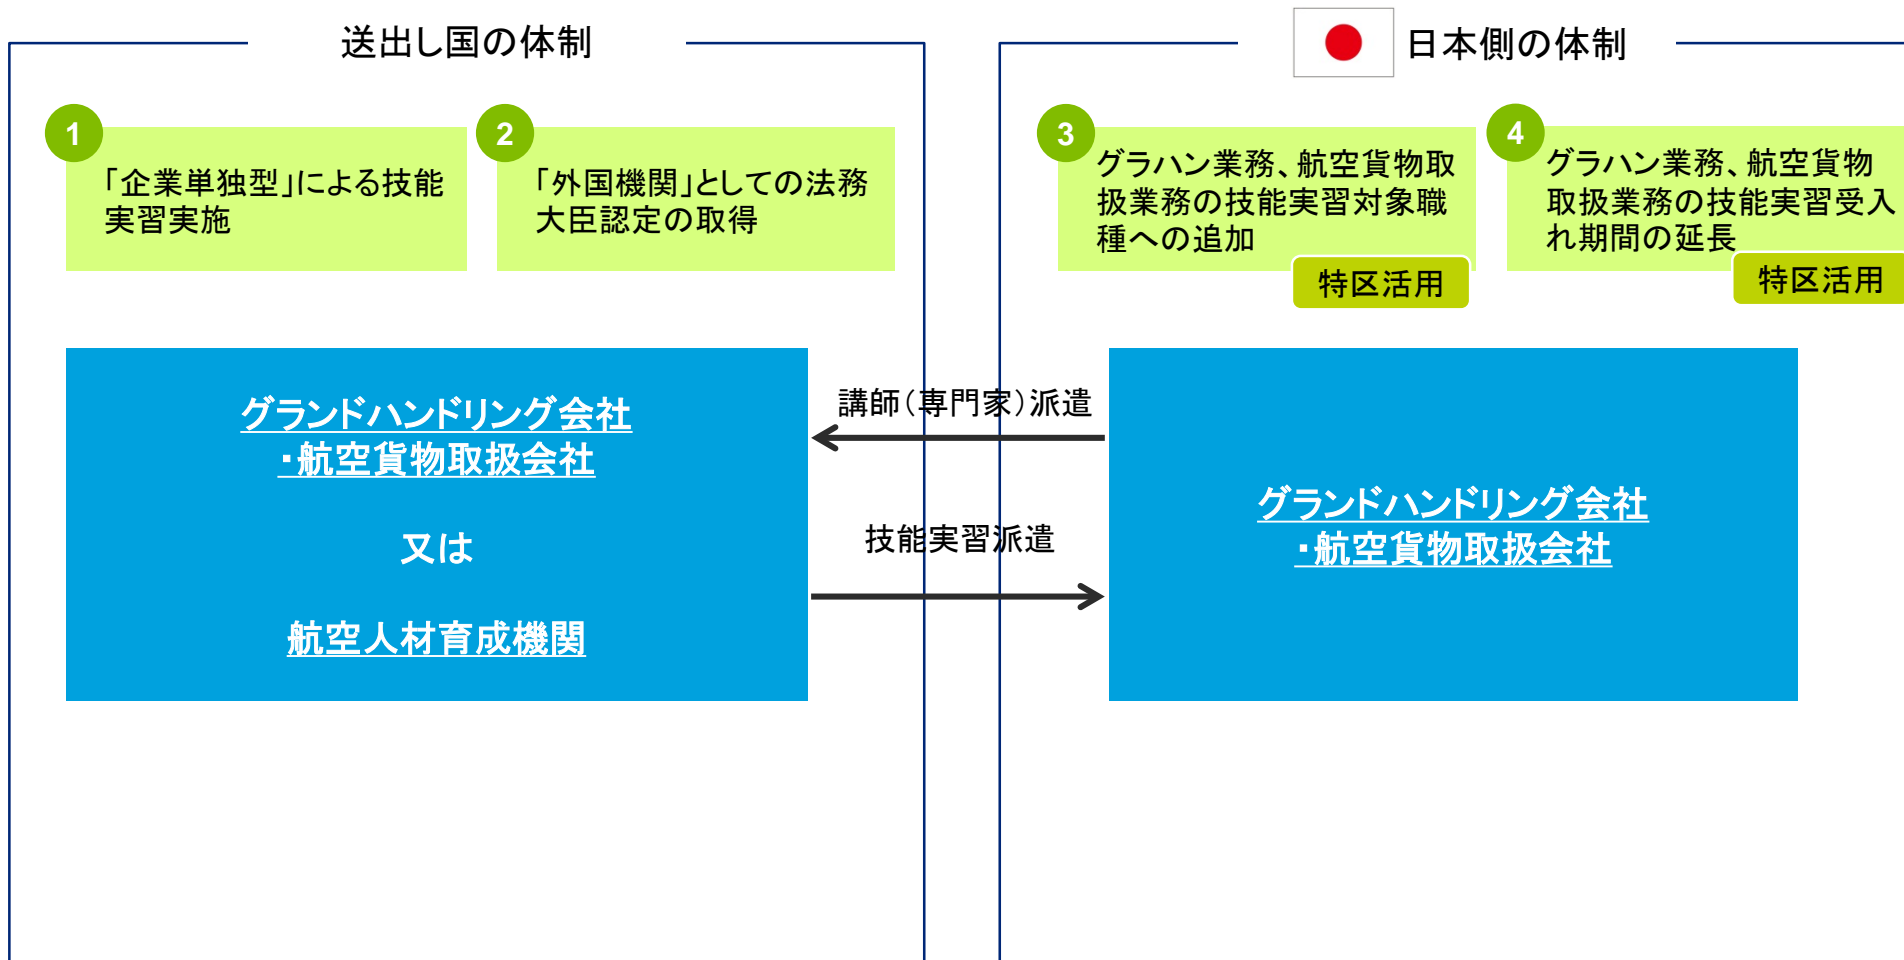 送出し国の体制
1
「企業単独型」による技能
実習実施
2
「外国機関」としての法務
大臣認定の取得
日本側の体制
3
グラハン業務、航空貨物取
扱業務の技能実習対象職
種への追加
特区活用
4
グラハン業務、航空貨物
取扱業務の技能実習受入
れ期間の延長
特区活用
グランドハンドリング会社
・航空貨物取扱会社
又は
航空人材育成機関
講師(専門家)派遣
技能実習派遣
グランドハンドリング会社
・航空貨物取扱会社